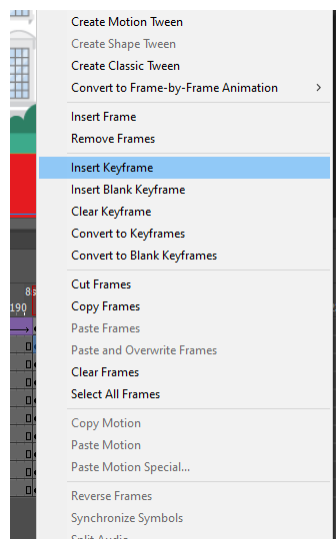 Create Motion Tween
Create Shape Tween
Create Classic Tween
Convert to Frame-by-Frame Animation
Insert Frame
Remove Frames
Insert Keyframe
Insert Blank Keyframe
Clear Keyframe
Convert to Keyframes
Convert to Blank Keyframes
Cut Frames
Copy Frames
Paste Frames
Paste and Overwrite Frames
Clear Frames
Select All Frames
Copy Motion
Paste Motion
Paste Motion Special...
Reverse Frames
Synchronize Symbols
Split Audio
8s
190